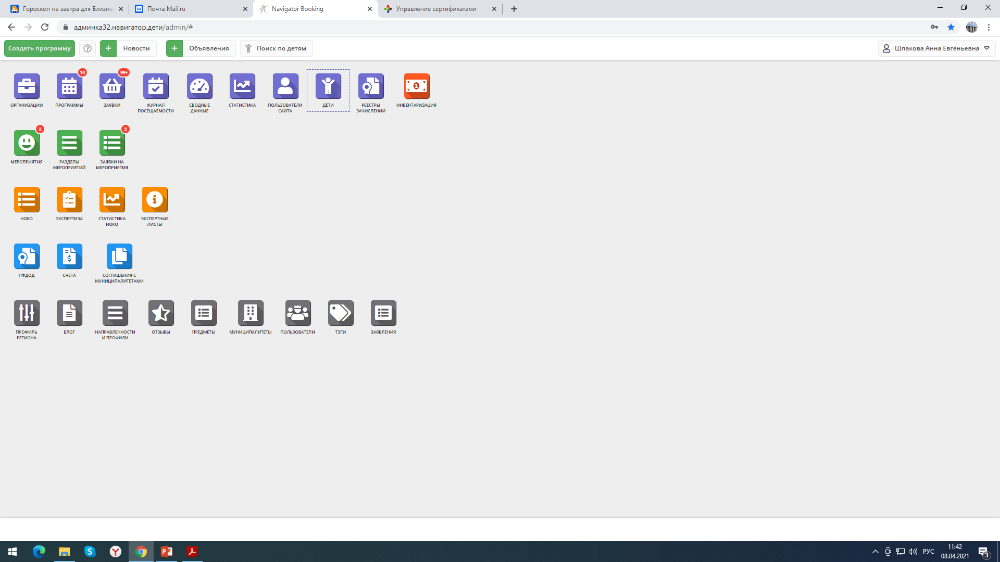 Гороскоп на завтра для Близне
Почта Mail.ru
Navigator Booking
Управление сертификатами
админка32.навигатор.дети/admin/#
Создать программу
?
+ Новости
+ Объявления
Поиск по детям
Шпакова Анна Евгеньевна
14
99+
ОРГАНИЗАЦИИ
ПРОГРАММЫ
ЗАЯВКИ
ЖУРНАЛ
ПОСЕЩАЕМОСТИ
СВОДНЫЕ
ДАННЫЕ
СТАТИСТИКА
ПОЛЬЗОВАТЕЛИ
САЙТА
ДЕТИ
РЕЕСТРЫ
ЗАЧИСЛЕНИЙ
1
ИНВЕНТАРИЗАЦИЯ
2
2
МЕРОПРИЯТИЯ
РАЗДЕЛЫ
МЕРОПРИЯТИЙ
ЗАЯВКИ НА
МЕРОПРИЯТИЯ
НОКО
ЭКСПЕРТИЗА
СТАТИСТИКА
НОКО
ЭКСПЕРТНЫЕ
ЛИСТЫ
ПФДОД
СЧЕТА
СОГЛАШЕНИЯ С
МУНИЦИПАЛИТЕТАМИ
ПРОФИЛЬ
РЕГИОНА
БЛОГ
НАПРАВЛЕННОСТИ
И ПРОФИЛИ
ОТЗЫВЫ
ПРЕДМЕТЫ
МУНИЦИПАЛИТЕТЫ
ПОЛЬЗОВАТЕЛИ
ТЭГИ
ЗАЯВЛЕНИЯ
РУС
11:42
08.04.2021
3